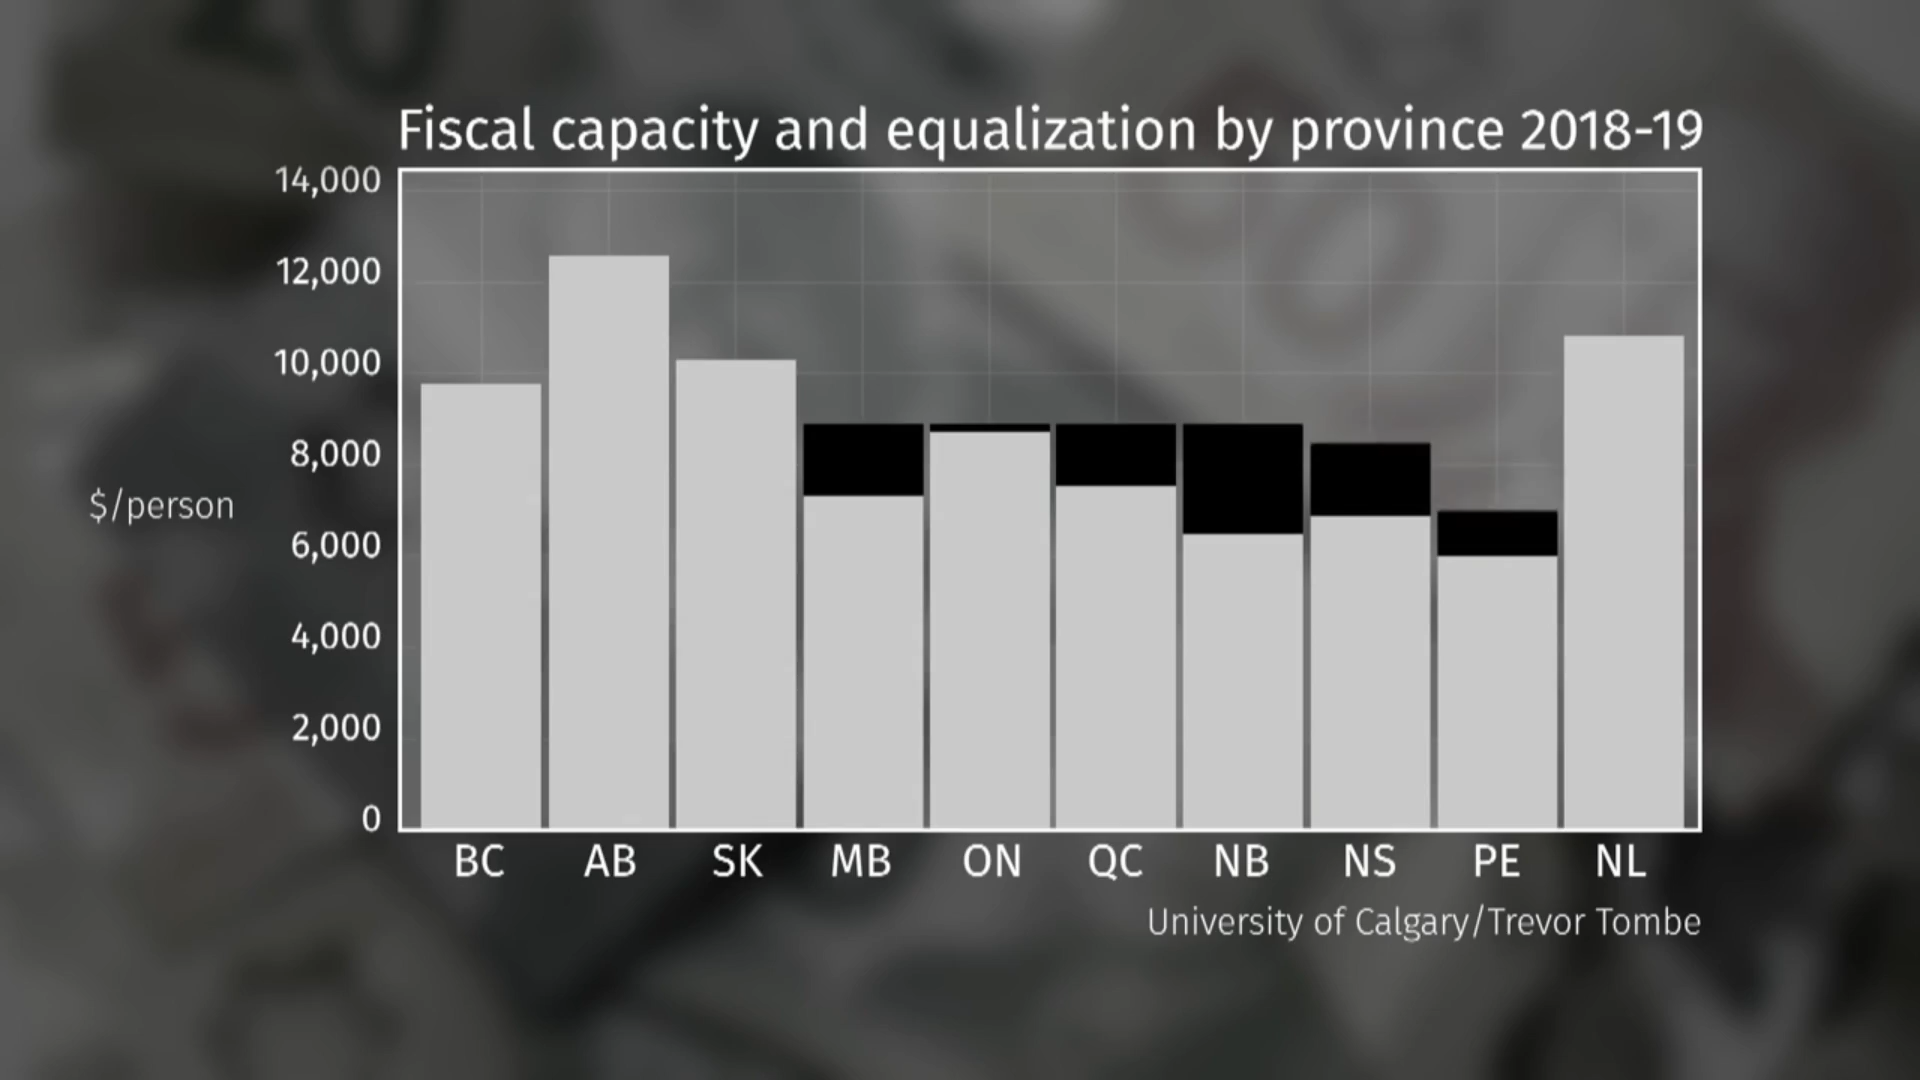 Fiscal capacity and equalization by province 2018-19
14,000
12,000
10,000
8,000
$/person
6,000
4,000
2,000
0
BC AB SK MB ON QC NB NS PE NL
University of Calgary/Trevor Tombe